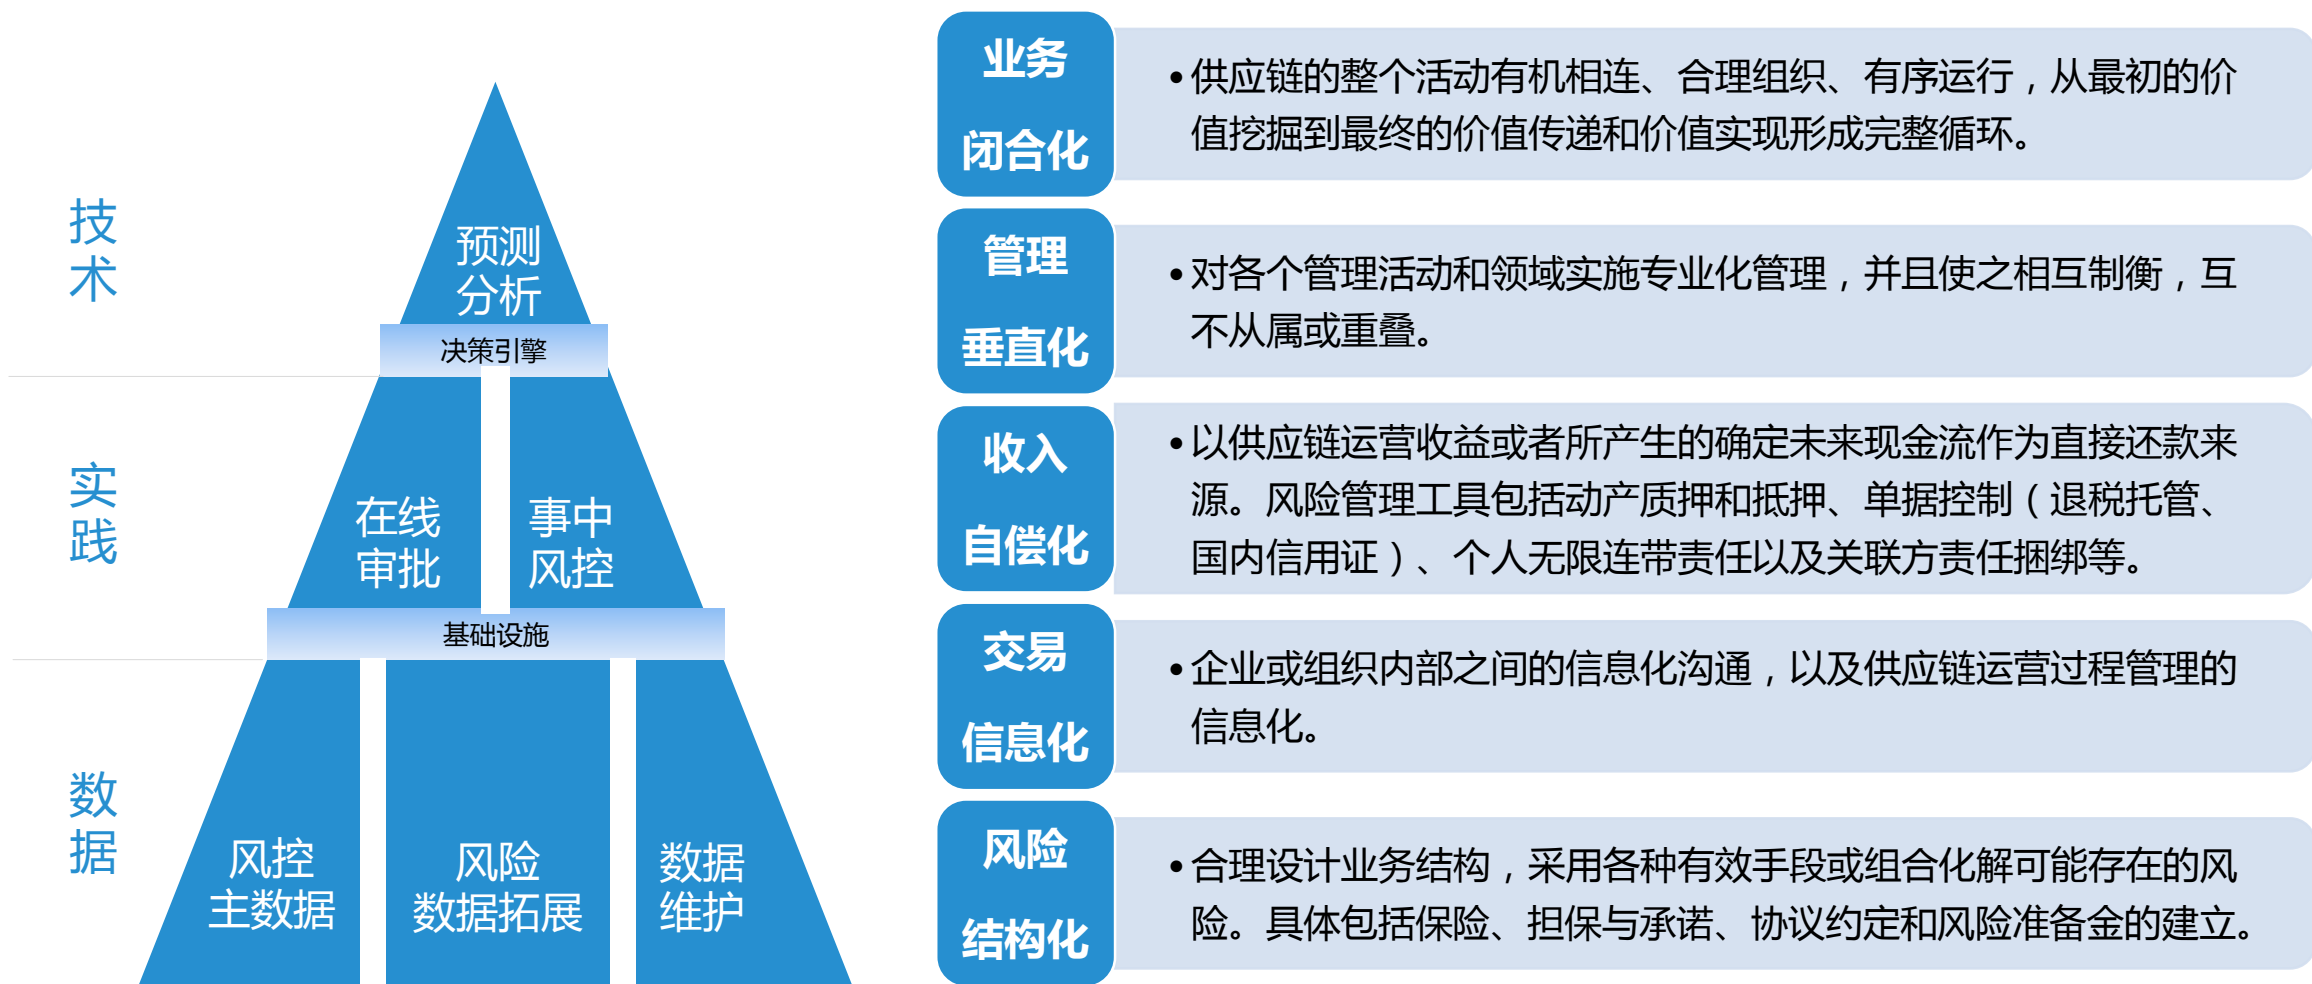 技
术
预测
分析
决策引擎
实
践
在线
审批
事中
风控
基础设施
数
据
风控
主数据
风险
数据拓展
数据
维护
业务
闭合化
•供应链的整个活动有机相连、合理组织、有序运行，从最初的价
值挖掘到最终的价值传递和价值实现形成完整循环。
管理
垂直化
•对各个管理活动和领域实施专业化管理，并且使之相互制衡，互
不从属或重叠。
收入
自偿化
•以供应链运营收益或者所产生的确定未来现金流作为直接还款来
源。风险管理工具包括动产质押和抵押、单据控制（退税托管、
国内信用证）、个人无限连带责任以及关联方责任捆绑等。
交易
信息化
•企业或组织内部之间的信息化沟通，以及供应链运营过程管理的
信息化。
风险
结构化
•合理设计业务结构，采用各种有效手段或组合化解可能存在的风
险。具体包括保险、担保与承诺、协议约定和风险准备金的建立。